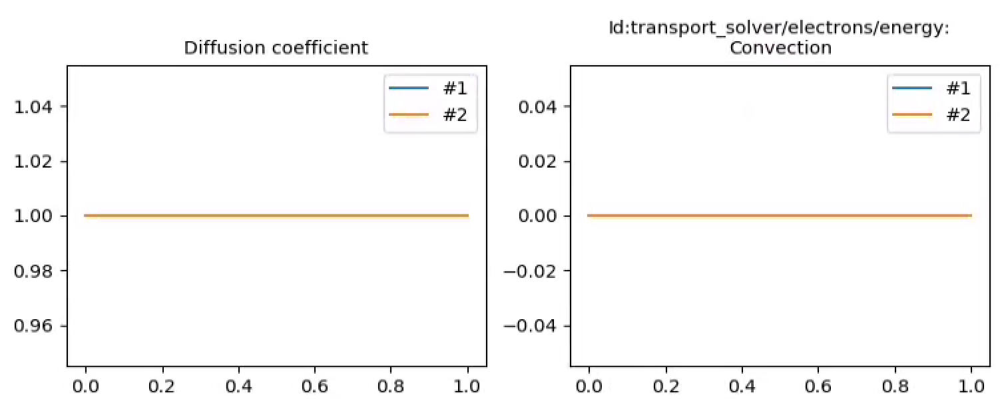 Diffusion coefficient
#1
#2
1.04
1.02
1.00
0.98
0.96
0.0 0.2 0.4 0.6 0.8 1.0
Id:transport_solver/electrons/energy:
Convection
#1
#2
0.04
0.02
0.00
−0.02
−0.04
0.0 0.2 0.4 0.6 0.8 1.0